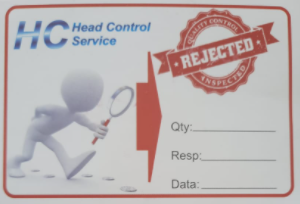 HC Head Control
Service
QUALITY CONTROL
REJECTED
INSPECTED
Qty:
Resp:
Data: